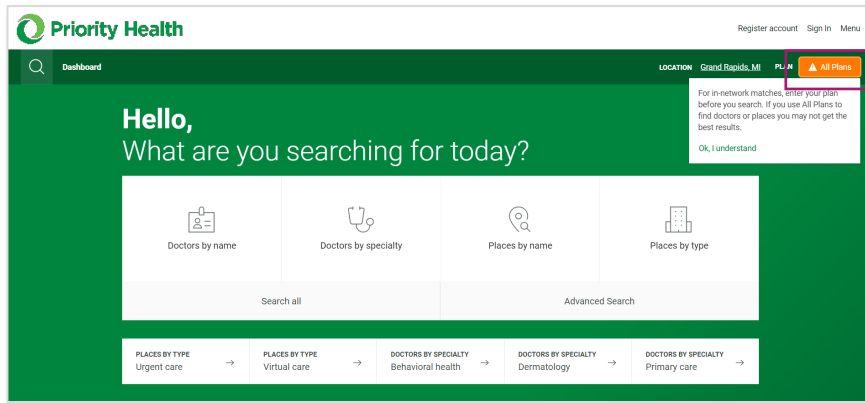 Priority Health
Register account Sign In Menu
Dashboard
LOCATION Grand Rapids, MI PLAN All Plans
For in-network matches, enter your plan
before you search. If you use All Plans to
find doctors or places you may not get the
best results.
Ok, I understand
Hello,
What are you searching for today?
Doctors by name
Doctors by specialty
Places by name
Places by type
Search all
Advanced Search
PLACES BY TYPE
Urgent care
PLACES BY TYPE
Virtual care
DOCTORS BY SPECIALTY
Behavioral health
DOCTORS BY SPECIALTY
Dermatology
DOCTORS BY SPECIALTY
Primary care